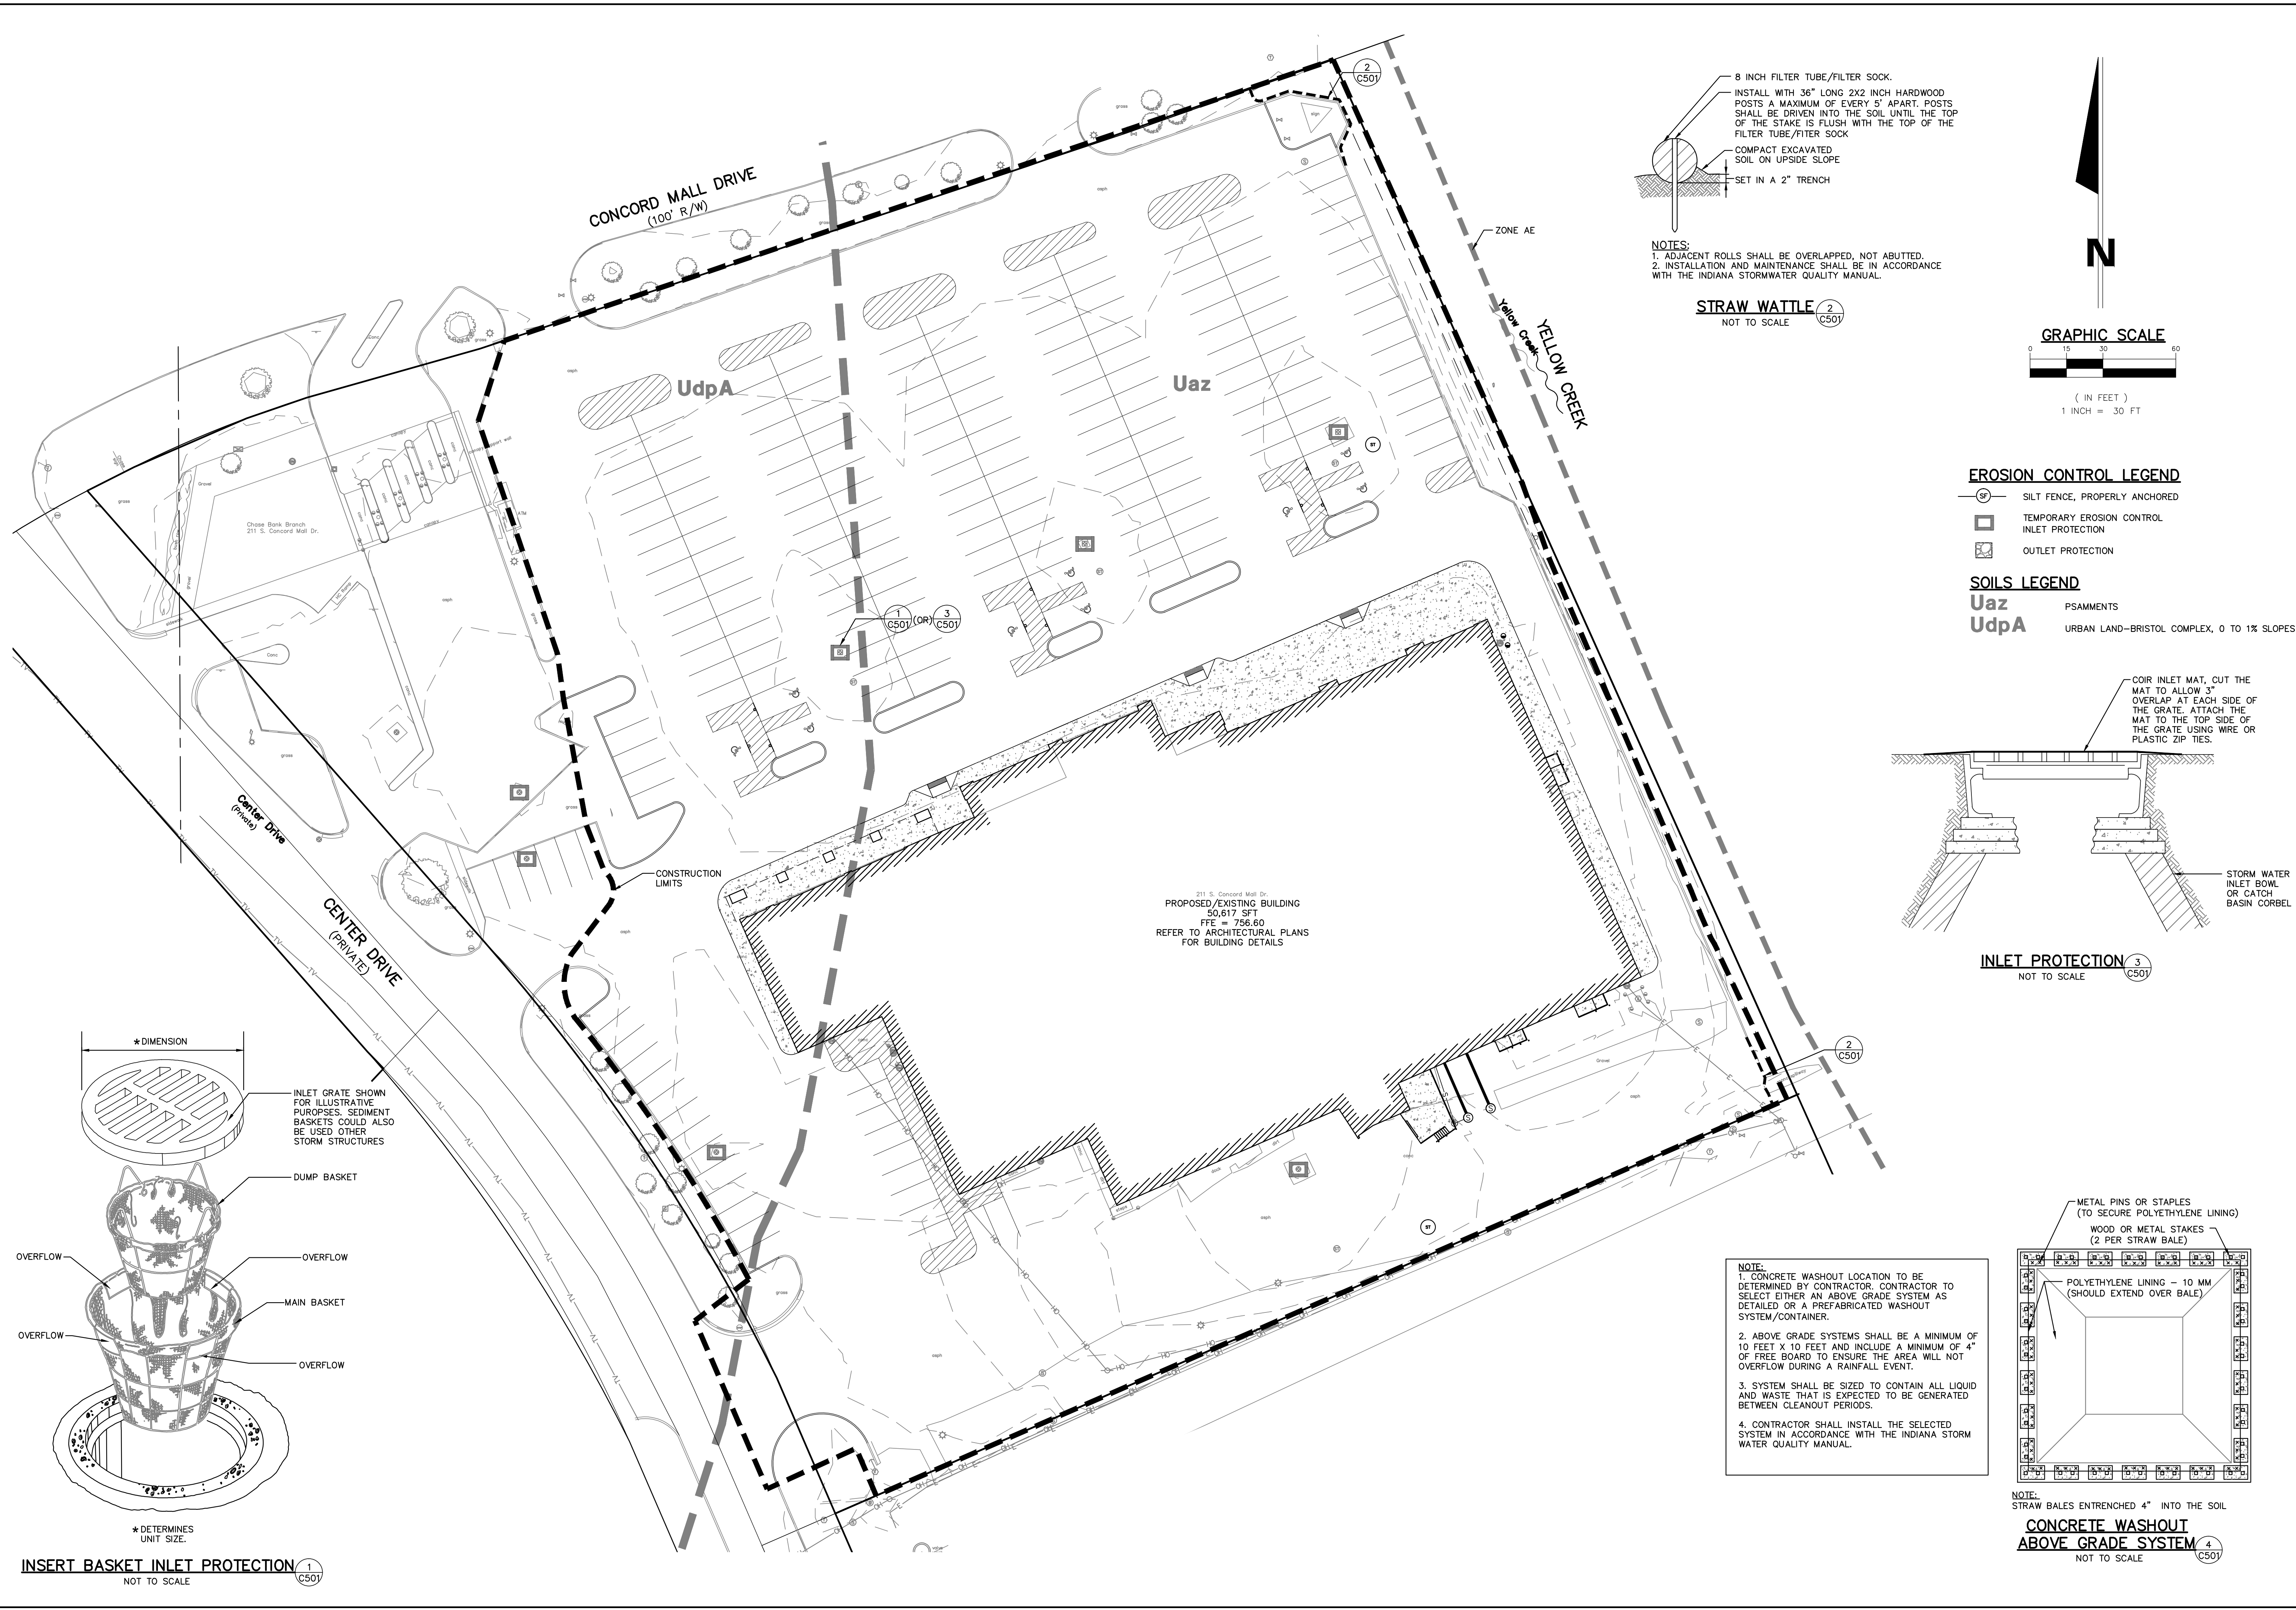 CONCORD MALL DRIVE
(100' R/W)
2
C501
ZONE AE
Yellow Creek
YELLOW CREEK
UdpA
Uaz
Chase Bank Branch
211 S. Concord Mall Dr.
canopy
ATM
Gravel
gravel
sidewalk
Conc
grass
asph
sign
ST
1
C501
(OR)
3
C501
CONSTRUCTION
LIMITS
Center Drive
(Private)
CENTER DRIVE
(PRIVATE)
211 S. Concord Mall Dr.
PROPOSED/EXISTING BUILDING
50,617 SFT
FFE = 756.60
REFER TO ARCHITECTURAL PLANS
FOR BUILDING DETAILS
Gravel
dock
steps
conc
asph
grass
ST
2
C501
8 INCH FILTER TUBE/FILTER SOCK.
INSTALL WITH 36" LONG 2X2 INCH HARDWOOD
POSTS A MAXIMUM OF EVERY 5' APART. POSTS
SHALL BE DRIVEN INTO THE SOIL UNTIL THE TOP
OF THE STAKE IS FLUSH WITH THE TOP OF THE
FILTER TUBE/FITER SOCK
COMPACT EXCAVATED
SOIL ON UPSIDE SLOPE
SET IN A 2" TRENCH
NOTES:
1. ADJACENT ROLLS SHALL BE OVERLAPPED, NOT ABUTTED.
2. INSTALLATION AND MAINTENANCE SHALL BE IN ACCORDANCE
WITH THE INDIANA STORMWATER QUALITY MANUAL.
STRAW WATTLE
2
C501
NOT TO SCALE
N
GRAPHIC SCALE
0 15 30 60
( IN FEET )
1 INCH = 30 FT
EROSION CONTROL LEGEND
SF SILT FENCE, PROPERLY ANCHORED
TEMPORARY EROSION CONTROL
INLET PROTECTION
OUTLET PROTECTION
SOILS LEGEND
Uaz PSAMMENTS
UdpA URBAN LAND-BRISTOL COMPLEX, 0 TO 1% SLOPES
COIR INLET MAT, CUT THE
MAT TO ALLOW 3"
OVERLAP AT EACH SIDE OF
THE GRATE. ATTACH THE
MAT TO THE TOP SIDE OF
THE GRATE USING WIRE OR
PLASTIC ZIP TIES.
STORM WATER
INLET BOWL
OR CATCH
BASIN CORBEL
INLET PROTECTION
3
C501
NOT TO SCALE
*DIMENSION
INLET GRATE SHOWN
FOR ILLUSTRATIVE
PUROPSES. SEDIMENT
BASKETS COULD ALSO
BE USED OTHER
STORM STRUCTURES
DUMP BASKET
OVERFLOW
OVERFLOW
MAIN BASKET
OVERFLOW
OVERFLOW
*DETERMINES
UNIT SIZE.
INSERT BASKET INLET PROTECTION
1
C501
NOT TO SCALE
NOTE:
1. CONCRETE WASHOUT LOCATION TO BE
DETERMINED BY CONTRACTOR. CONTRACTOR TO
SELECT EITHER AN ABOVE GRADE SYSTEM AS
DETAILED OR A PREFABRICATED WASHOUT
SYSTEM/CONTAINER.
2. ABOVE GRADE SYSTEMS SHALL BE A MINIMUM OF
10 FEET X 10 FEET AND INCLUDE A MINIMUM OF 4"
OF FREE BOARD TO ENSURE THE AREA WILL NOT
OVERFLOW DURING A RAINFALL EVENT.
3. SYSTEM SHALL BE SIZED TO CONTAIN ALL LIQUID
AND WASTE THAT IS EXPECTED TO BE GENERATED
BETWEEN CLEANOUT PERIODS.
4. CONTRACTOR SHALL INSTALL THE SELECTED
SYSTEM IN ACCORDANCE WITH THE INDIANA STORM
WATER QUALITY MANUAL.
METAL PINS OR STAPLES
(TO SECURE POLYETHYLENE LINING)
WOOD OR METAL STAKES
(2 PER STRAW BALE)
POLYETHYLENE LINING - 10 MM
(SHOULD EXTEND OVER BALE)
NOTE:
STRAW BALES ENTRENCHED 4" INTO THE SOIL
CONCRETE WASHOUT
ABOVE GRADE SYSTEM
4
C501
NOT TO SCALE